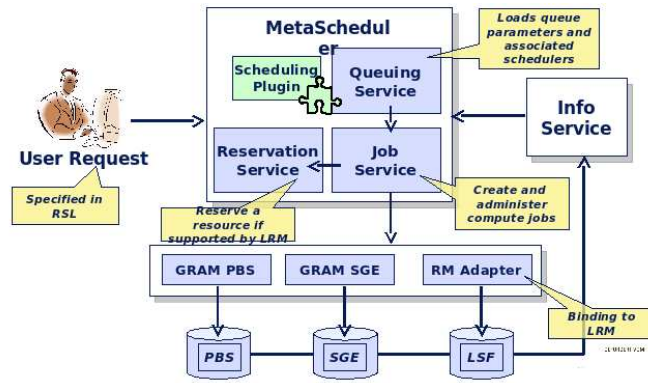 MetaSchedul
er
Loads queue
parameters and
associated
schedulers
Scheduling
Plugin
Queuing
Service
Info
Service
User Request
Reservation
Service
Job
Service
Specified in
RSL
Reserve a
resource if
supported by LRM
Create and
administer
compute jobs
GRAM PBS
GRAM SGE
RM Adapter
Binding to
LRM
PBS
SGE
LSF